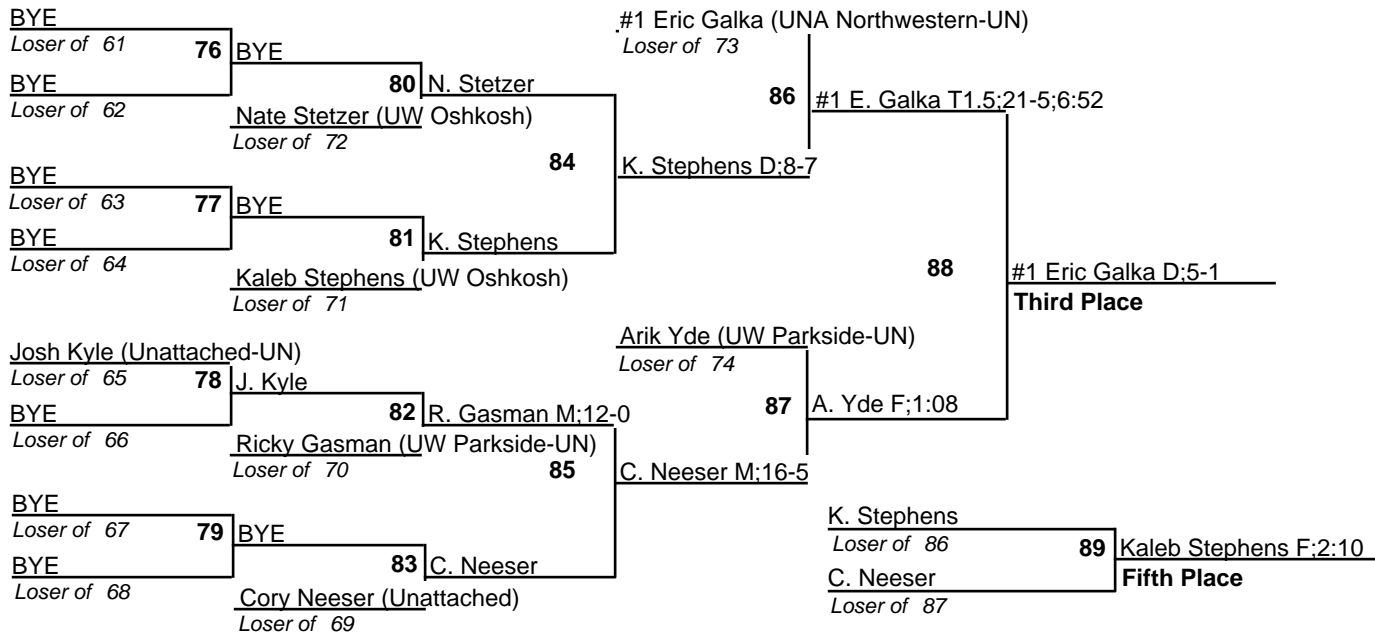 BYE
Loser of 61
76
BYE
BYE
Loser of 62
80
N. Stetzer
Nate Stetzer (UW Oshkosh)
Loser of 72
BYE
Loser of 63
77
BYE
BYE
Loser of 64
81
K. Stephens
Kaleb Stephens (UW Oshkosh)
Loser of 71
84
K. Stephens D;8-7
#1 Eric Galka (UNA Northwestern-UN)
Loser of 73
86
#1 E. Galka T1.5;21-5;6:52
Josh Kyle (Unattached-UN)
Loser of 65
78
J. Kyle
BYE
Loser of 66
82
R. Gasman M;12-0
Ricky Gasman (UW Parkside-UN)
Loser of 70
BYE
Loser of 67
79
BYE
BYE
Loser of 68
83
C. Neeser
Cory Neeser (Unattached)
Loser of 69
85
C. Neeser M;16-5
Arik Yde (UW Parkside-UN)
Loser of 74
87
A. Yde F;1:08
88
#1 Eric Galka D;5-1
Third Place
K. Stephens
Loser of 86
89
Kaleb Stephens F;2:10
Fifth Place
C. Neeser
Loser of 87